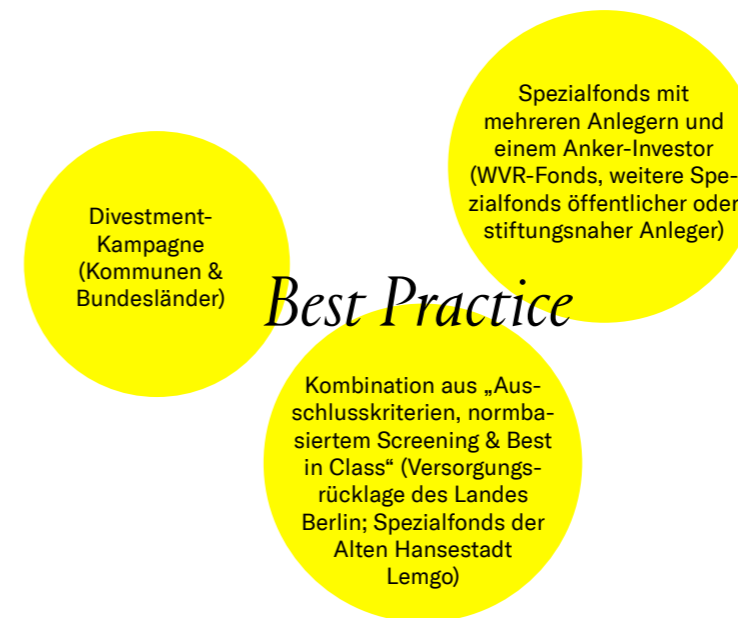 Spezialfonds mit
mehreren Anlegern und
einem Anker-Investor
(WVR-Fonds, weitere Spe-
zialfonds öffentlicher oder
stiftungsnaher Anleger)
Divestment-
Kampagne
(Kommunen &
Bundesländer)
Best Practice
Kombination aus „Aus-
schlusskriterien, normba-
siertem Screening & Best
in Class“ (Versorgungs-
rücklage des Landes
Berlin; Spezialfonds der
Alten Hansestadt
Lemgo)